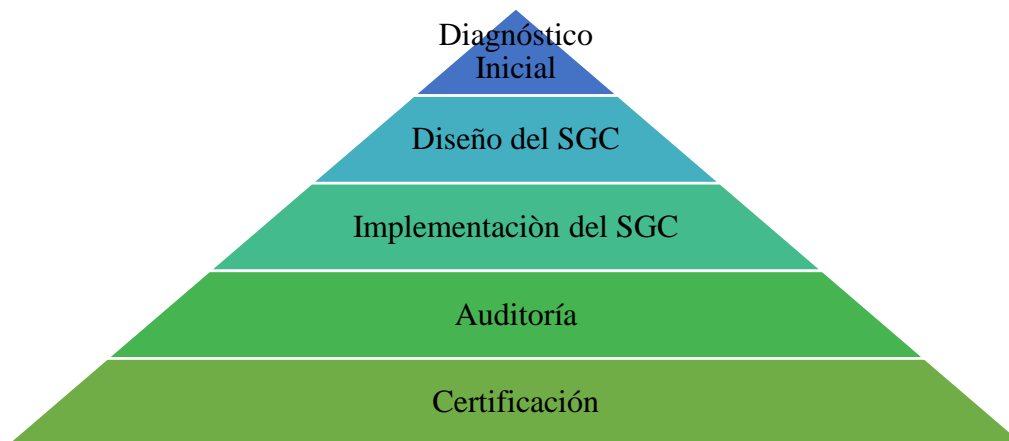 Diagnóstico
Inicial
Diseño del SGC
Implementaciòn del SGC
Auditoría
Certificación